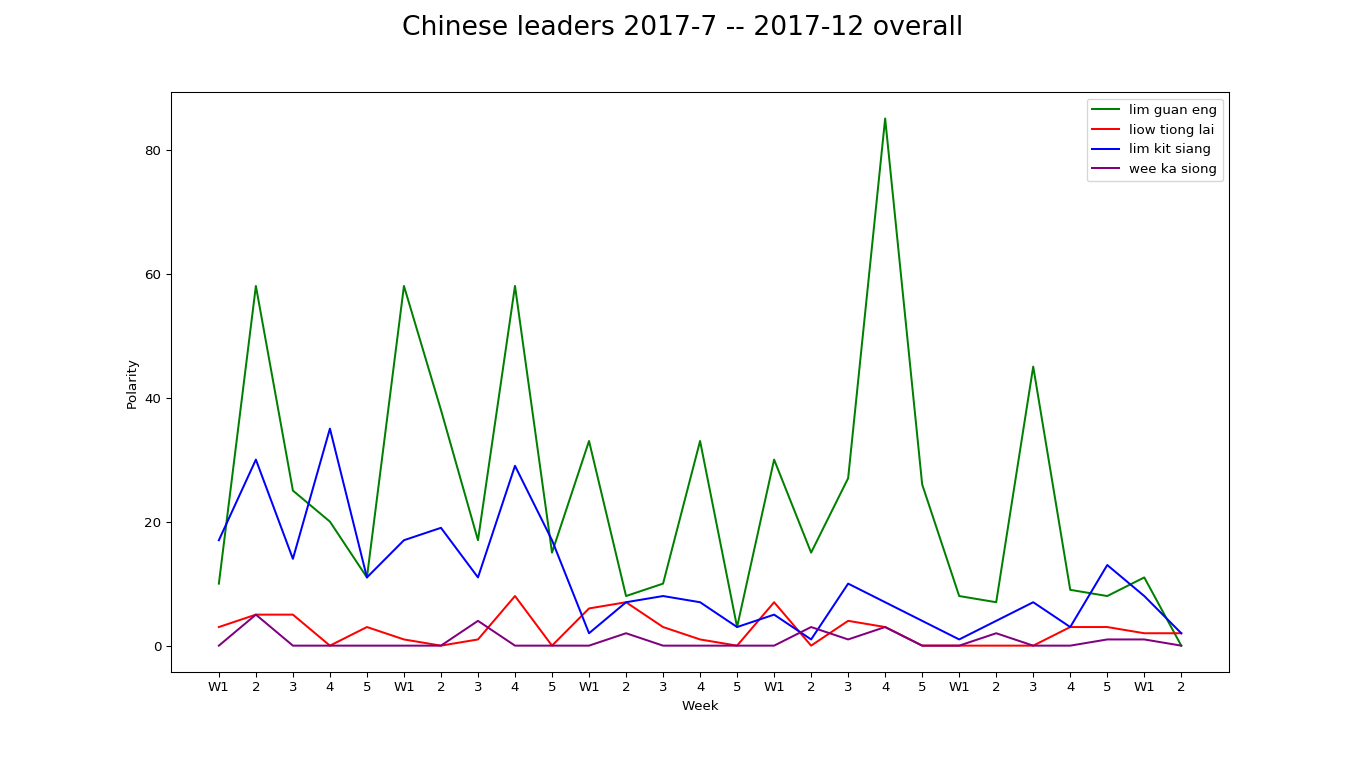 Chinese leaders 2017-7 -- 2017-12 overall
lim guan eng
liow tiong lai
lim kit siang
wee ka siong
80
60
40
20
0
Polarity
W1 2 3 4 5 W1 2 3 4 5 W1 2 3 4 5 W1 2 3 4 5 W1 2 3 4 5 W1 2
Week